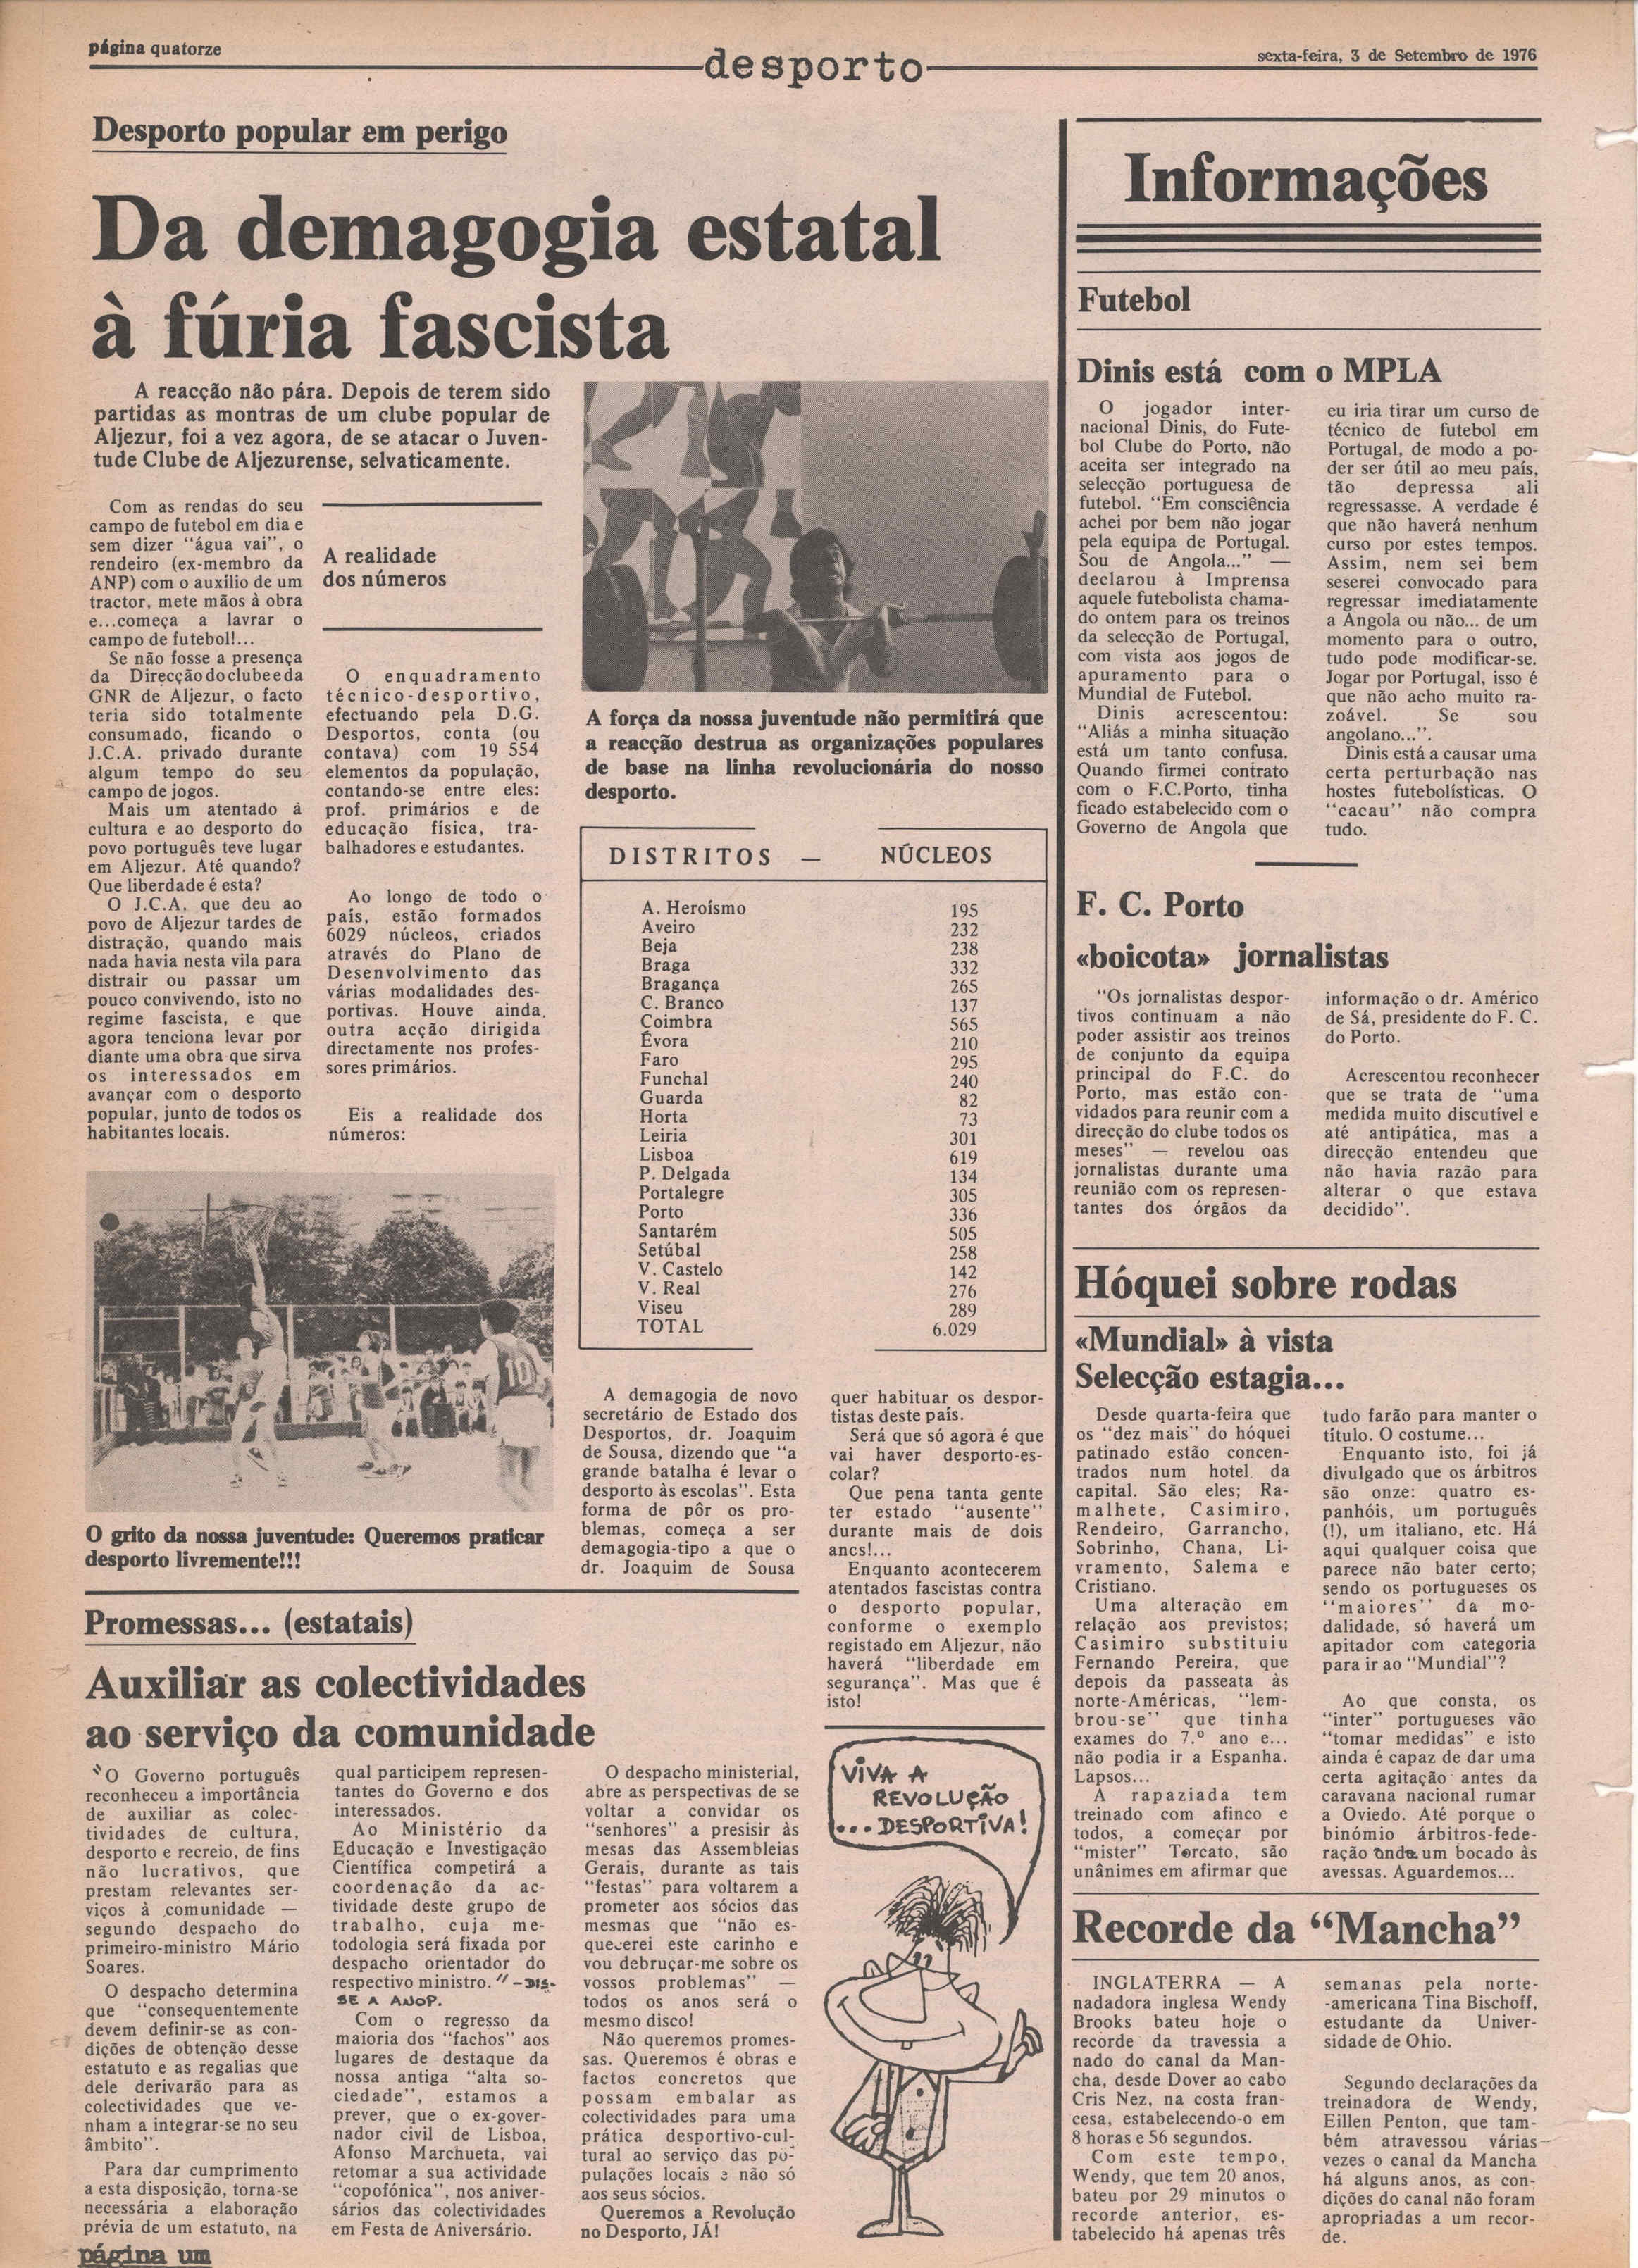 página quatorze
desporto
sexta-feira, 3 de Setembro de 1976
Desporto popular em perigo
Da demagogia estatal
à fúria fascista
A reacção não pára. Depois de terem sido
partidas as montras de um clube popular de
Aljezur, foi a vez agora, de se atacar o Juven-
tude Clube de Aljezurense, selvaticamente.
Com as rendas do seu
campo de futebol em dia e
sem dizer “água vai”, o
rendeiro (ex-membro da
ANP) com o auxílio de um
tractor, mete mãos à obra
e...começa a lavrar o
campo de futebol!...
Se não fosse a presença
da Direcção do clube e da
GNR de Aljezur, o facto
teria sido totalmente
consumado, ficando o
J.C.A. privado durante
algum tempo do seu
campo de jogos.
Mais um atentado à
cultura e ao desporto do
povo português teve lugar
em Aljezur. Até quando?
Que liberdade é esta?
O J.C.A. que deu ao
povo de Aljezur tardes de
distração, quando mais
nada havia nesta vila para
distrair ou passar um
pouco convivendo, isto no
regime fascista, e que
agora tenciona levar por
diante uma obra que sirva
os interessados em
avançar com o desporto
popular, junto de todos os
habitantes locais.
A realidade
dos números
O enquadramento
técnico-desportivo,
efectuando pela D.G.
Desportos, conta (ou
contava) com 19 554
elementos da população,
contando-se entre eles:
prof. primários e de
educação física, tra-
balhadores e estudantes.
Ao longo de todo o
país, estão formados
6029 núcleos, criados
através do Plano de
Desenvolvimento das
várias modalidades des-
portivas. Houve ainda,
outra acção dirigida
directamente nos profes-
sores primários.
Eis a realidade dos
números:
A força da nossa juventude não permitirá que
a reacção destrua as organizações populares
de base na linha revolucionária do nosso
desporto.
DISTRITOS — NÚCLEOS
A. Heroísmo 195
Aveiro 232
Beja 238
Braga 332
Bragança 265
C. Branco 137
Coimbra 565
Évora 210
Faro 295
Funchal 240
Guarda 82
Horta 73
Leiria 301
Lisboa 619
P. Delgada 134
Portalegre 305
Porto 336
Santarém 505
Setúbal 258
V. Castelo 142
V. Real 276
Viseu 289
TOTAL 6.029
10
O grito da nossa juventude: Queremos praticar
desporto livremente!!!
A demagogia de novo
secretário de Estado dos
Desportos, dr. Joaquim
de Sousa, dizendo que “a
grande batalha é levar o
desporto às escolas”. Esta
forma de pôr os pro-
blemas, começa a ser
demagogia-tipo a que o
dr. Joaquim de Sousa
quer habituar os despor-
tistas deste país.
Será que só agora é que
vai haver desporto-es-
colar?
Que pena tanta gente
ter estado “ausente”
durante mais de dois
ancs!...
Enquanto acontecerem
atentados fascistas contra
o desporto popular,
conforme o exemplo
registado em Aljezur, não
haverá “liberdade em
segurança”. Mas que é
isto!
Promessas... (estatais)
Auxiliar as colectividades
ao serviço da comunidade
“O Governo português
reconheceu a importância
de auxiliar as colec-
tividades de cultura,
desporto e recreio, de fins
não lucrativos, que
prestam relevantes ser-
viços à comunidade —
segundo despacho do
primeiro-ministro Mário
Soares.
O despacho determina
que “consequentemente
devem definir-se as con-
dições de obtenção desse
estatuto e as regalias que
dele derivarão para as
colectividades que ve-
nham a integrar-se no seu
âmbito”.
Para dar cumprimento
a esta disposição, torna-se
necessária a elaboração
prévia de um estatuto, na
qual participem represen-
tantes do Governo e dos
interessados.
Ao Ministério da
Educação e Investigação
Científica competirá a
coordenação da ac-
tividade deste grupo de
trabalho, cuja me-
todologia será fixada por
despacho orientador do
respectivo ministro.” —DIS-
SE A ANOP.
Com o regresso da
maioria dos “fachos” aos
lugares de destaque da
nossa antiga “alta so-
ciedade”, estamos a
prever, que o ex-gover-
nador civil de Lisboa,
Afonso Marchueta, vai
retomar a sua actividade
“copofónica”, nos aniver-
sários das colectividades
em Festa de Aniversário.
O despacho ministerial,
abre as perspectivas de se
voltar a convidar os
“senhores” a presisir às
mesas das Assembleias
Gerais, durante as tais
“festas” para voltarem a
prometer aos sócios das
mesmas que “não es-
quecerei este carinho e
vou debruçar-me sobre os
vossos problemas” —
todos os anos será o
mesmo disco!
Não queremos promes-
sas. Queremos é obras e
factos concretos que
possam embalar as
colectividades para uma
prática desportivo-cul-
tural ao serviço das po-
pulações locais e não só
aos seus sócios.
Queremos a Revolução
no Desporto, JÁ!
VIVA A
REVOLUÇÃO
...DESPORTIVA!
página um
Informações
Futebol
Dinis está com o MPLA
O jogador inter-
nacional Dinis, do Fute-
bol Clube do Porto, não
aceita ser integrado na
selecção portuguesa de
futebol. “Em consciência
achei por bem não jogar
pela equipa de Portugal.
Sou de Angola...” —
declarou à Imprensa
aquele futebolista chama-
do ontem para os treinos
da selecção de Portugal,
com vista aos jogos de
apuramento para o
Mundial de Futebol.
Dinis acrescentou:
“Aliás a minha situação
está um tanto confusa.
Quando firmei contrato
com o F.C.Porto, tinha
ficado estabelecido com o
Governo de Angola que
eu iria tirar um curso de
técnico de futebol em
Portugal, de modo a po-
der ser útil ao meu país,
tão depressa ali
regressasse. A verdade é
que não haverá nenhum
curso por estes tempos.
Assim, nem sei bem
seserei convocado para
regressar imediatamente
a Angola ou não... de um
momento para o outro,
tudo pode modificar-se.
Jogar por Portugal, isso é
que não acho muito ra-
zoável. Se sou
angolano...”.
Dinis está a causar uma
certa perturbação nas
hostes futebolísticas. O
“cacau” não compra
tudo.
F. C. Porto
«boicota» jornalistas
“Os jornalistas despor-
tivos continuam a não
poder assistir aos treinos
de conjunto da equipa
principal do F.C. do
Porto, mas estão con-
vidados para reunir com a
direcção do clube todos os
meses” — revelou oas
jornalistas durante uma
reunião com os represen-
tantes dos órgãos da
informação o dr. Américo
de Sá, presidente do F. C.
do Porto.
Acrescentou reconhecer
que se trata de “uma
medida muito discutível e
até antipática, mas a
direcção entendeu que
não havia razão para
alterar o que estava
decidido”.
Hóquei sobre rodas
«Mundial» à vista
Selecção estagia...
Desde quarta-feira que
os “dez mais” do hóquei
patinado estão concen-
trados num hotel da
capital. São eles; Ra-
malhete, Casimiro,
Rendeiro, Garrancho,
Sobrinho, Chana, Li-
vramento, Salema e
Cristiano.
Uma alteração em
relação aos previstos;
Casimiro substituiu
Fernando Pereira, que
depois da passeata às
norte-Américas, “lem-
brou-se” que tinha
exames do 7.º ano e...
não podia ir a Espanha.
Lapsos...
A rapaziada tem
treinado com afinco e
todos, a começar por
“mister” Torcato, são
unânimes em afirmar que
tudo farão para manter o
título. O costume...
Enquanto isto, foi já
divulgado que os árbitros
são onze: quatro es-
panhóis, um português
(!), um italiano, etc. Há
aqui qualquer coisa que
parece não bater certo;
sendo os portugueses os
“maiores” da mo-
dalidade, só haverá um
apitador com categoria
para ir ao “Mundial”?
Ao que consta, os
“inter” portugueses vão
“tomar medidas” e isto
ainda é capaz de dar uma
certa agitação antes da
caravana nacional rumar
a Oviedo. Até porque o
binómio árbitros-fede-
ração anda um bocado às
avessas. Aguardemos...
Recorde da “Mancha”
INGLATERRA — A
nadadora inglesa Wendy
Brooks bateu hoje o
recorde da travessia a
nado do canal da Man-
cha, desde Dover ao cabo
Cris Nez, na costa fran-
cesa, estabelecendo-o em
8 horas e 56 segundos.
Com este tempo,
Wendy, que tem 20 anos,
bateu por 29 minutos o
recorde anterior, es-
tabelecido há apenas três
semanas pela norte-
-americana Tina Bischoff,
estudante da Univer-
sidade de Ohio.
Segundo declarações da
treinadora de Wendy,
Eillen Penton, que tam-
bém atravessou várias
vezes o canal da Mancha
há alguns anos, as con-
dições do canal não foram
apropriadas a um recor-
de.